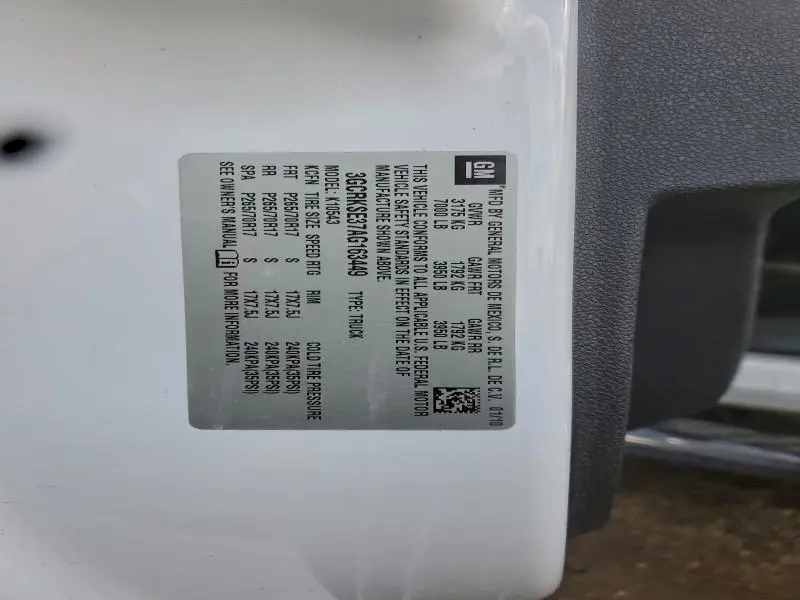 GM
MFD BY GENERAL MOTORS DE MEXICO, S. DE R.L. DE C.V. 01/10
GVWR GAWR FRT GAWR RR
3175 KG 1792 KG 1792 KG
7000 LB 3950 LB 3950 LB
THIS VEHICLE CONFORMS TO ALL APPLICABLE U.S. FEDERAL MOTOR
VEHICLE SAFETY STANDARDS IN EFFECT ON THE DATE OF
MANUFACTURE SHOWN ABOVE.
3GCRKSE37AG163449 TYPE: TRUCK
MODEL: K10543
KCFN TIRE SIZE SPEED RTG RIM COLD TIRE PRESSURE
FRT P265/70R17 S 17X7.5J 240KPA(35PSI)
RR P265/70R17 S 17X7.5J 240KPA(35PSI)
SPA P265/70R17 S 17X7.5J 240KPA(35PSI)
SEE OWNER'S MANUAL FOR MORE INFORMATION.